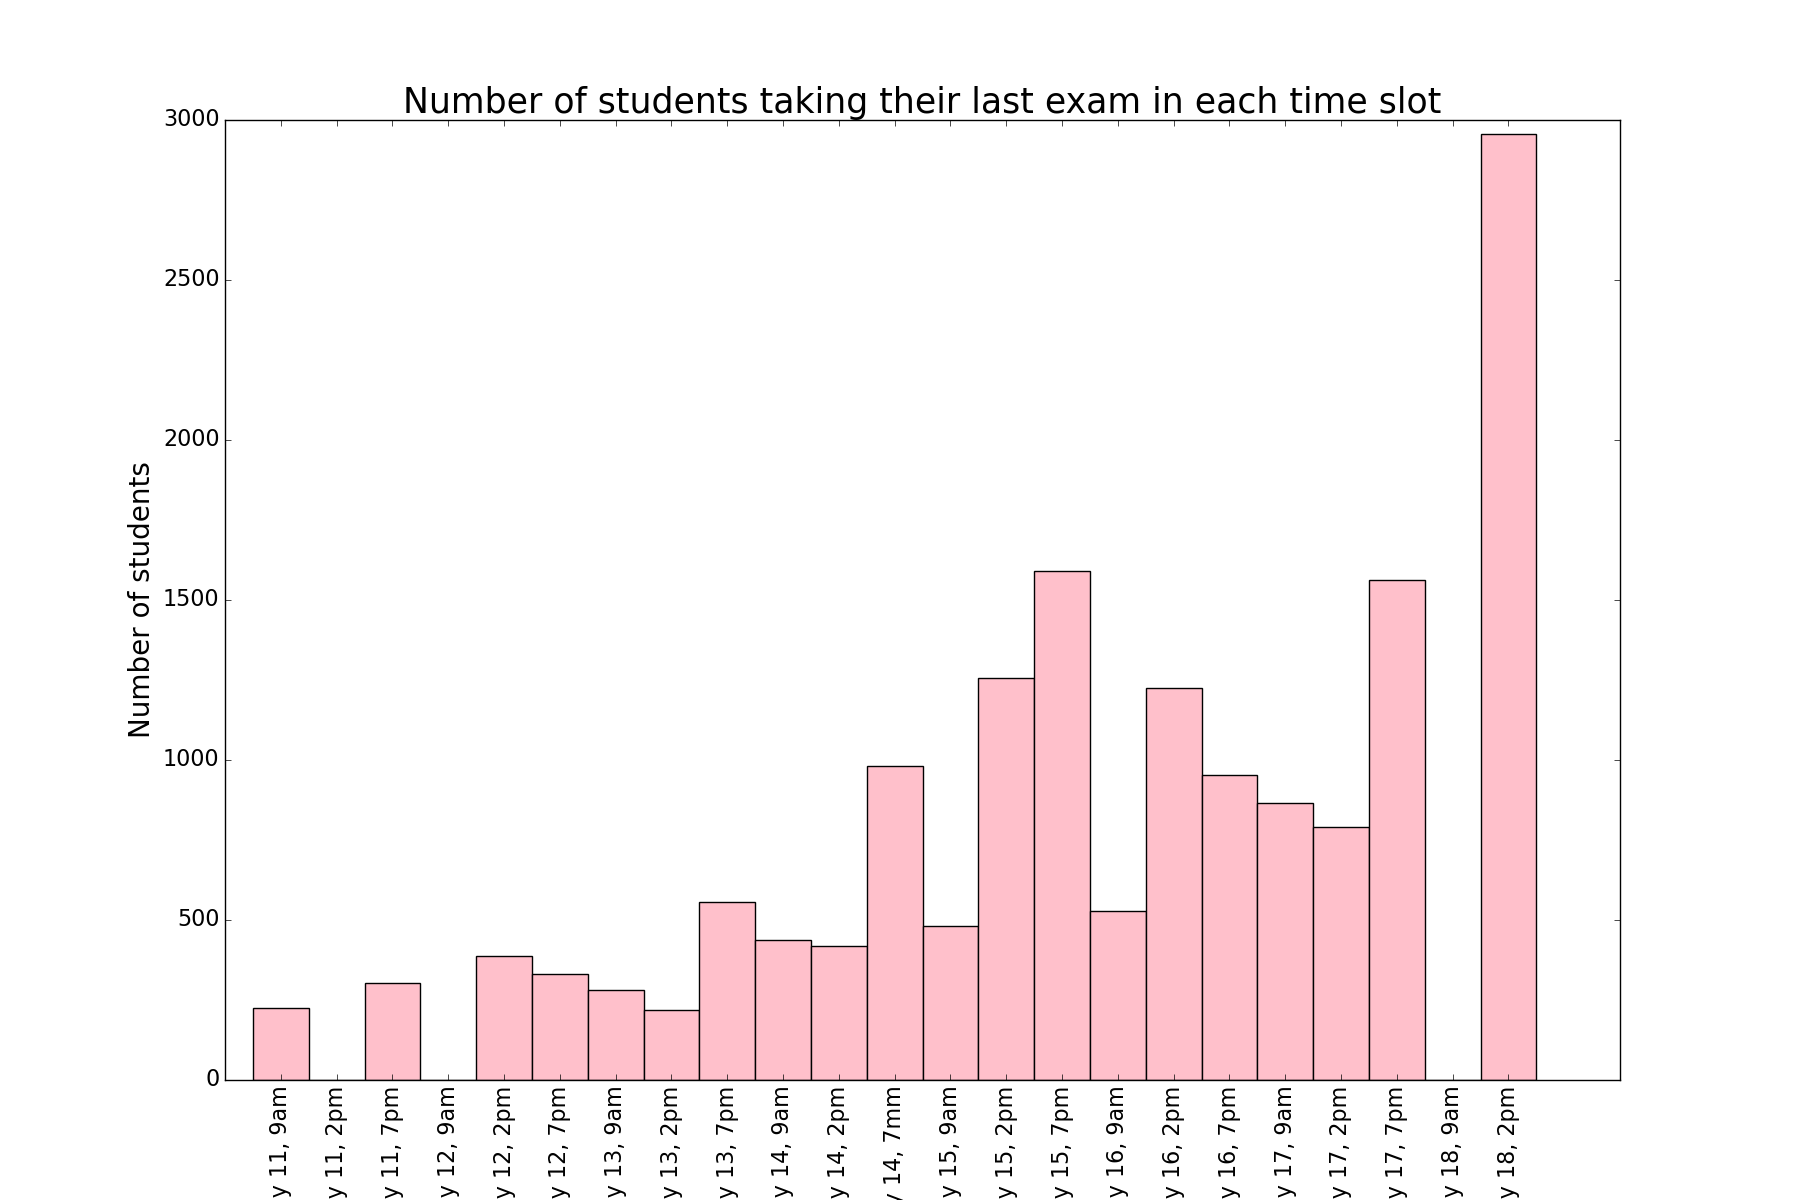 Number of students taking their last exam in each time slot
3000
2500
2000
1500
1000
500
0
Number of students
y 11, 9am
y 11, 2pm
y 11, 7pm
y 12, 9am
y 12, 2pm
y 12, 7pm
y 13, 9am
y 13, 2pm
y 13, 7pm
y 14, 9am
y 14, 2pm
y 14, 7mm
y 15, 9am
y 15, 2pm
y 15, 7pm
y 16, 9am
y 16, 2pm
y 16, 7pm
y 17, 9am
y 17, 2pm
y 17, 7pm
y 18, 9am
y 18, 2pm